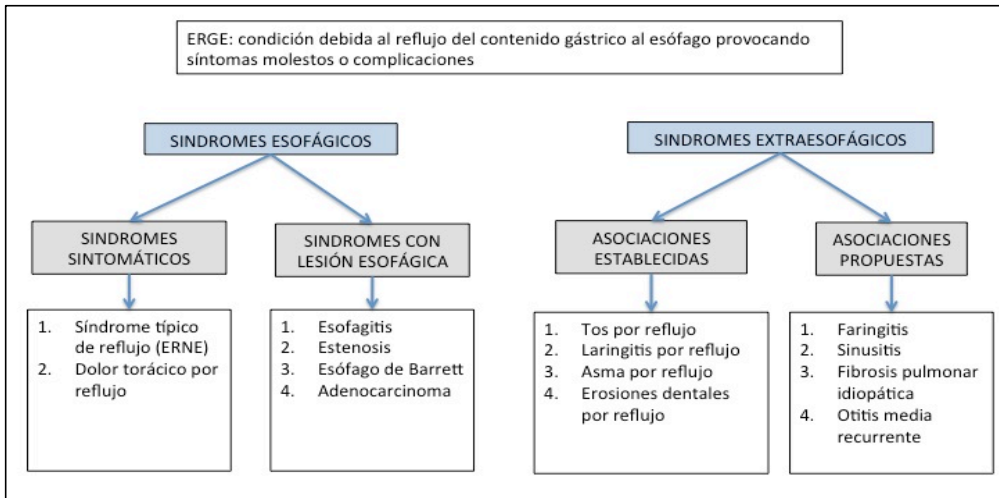 ERGE: condición debida al reflujo del contenido gástrico al esófago provocando
síntomas molestos o complicaciones
SINDROMES ESOFÁGICOS
SINDROMES EXTRAESOFÁGICOS
SINDROMES
SINTOMÁTICOS
SINDROMES CON
LESIÓN ESOFÁGICA
ASOCIACIONES
ESTABLECIDAS
ASOCIACIONES
PROPUESTAS
1. Síndrome típico
de reflujo (ERNE)
2. Dolor torácico por
reflujo
1. Esofagitis
2. Estenosis
3. Esófago de Barrett
4. Adenocarcinoma
1. Tos por reflujo
2. Laringitis por reflujo
3. Asma por reflujo
4. Erosiones dentales
por reflujo
1. Faringitis
2. Sinusitis
3. Fibrosis pulmonar
idiopática
4. Otitis media
recurrente